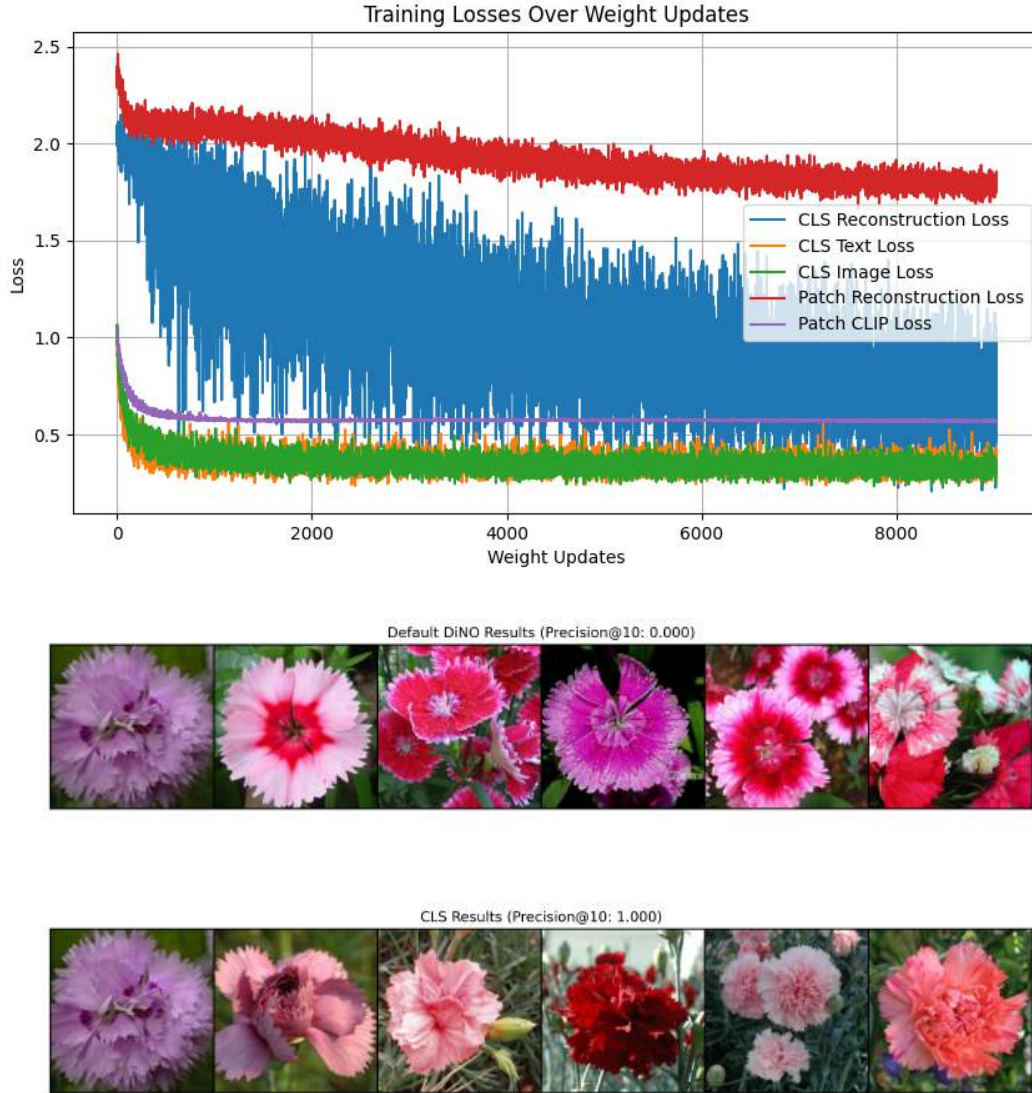 Training Losses Over Weight Updates
2.5
2.0
1.5
1.0
0.5
Loss
CLS Reconstruction Loss
CLS Text Loss
CLS Image Loss
Patch Reconstruction Loss
Patch CLIP Loss
0 2000 4000 6000 8000
Weight Updates
Default DiNO Results (Precision@10: 0.000)
CLS Results (Precision@10: 1.000)